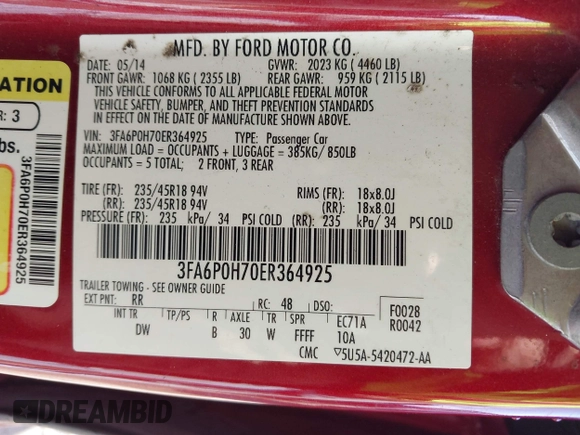 MFD. BY FORD MOTOR CO.
DATE: 05/14 GVWR: 2023 KG ( 4460 LB)
FRONT GAWR: 1068 KG ( 2355 LB) REAR GAWR: 959 KG ( 2115 LB)
THIS VEHICLE CONFORMS TO ALL APPLICABLE FEDERAL MOTOR
VEHICLE SAFETY, BUMPER, AND THEFT PREVENTION STANDARDS
IN EFFECT ON THE DATE OF MANUFACTURE SHOWN ABOVE.
VIN: 3FA6P0H70ER364925 TYPE: Passenger Car
MAXIMUM LOAD = OCCUPANTS + LUGGAGE = 385KG/ 850LB
OCCUPANTS = 5 TOTAL: 2 FRONT, 3 REAR
TIRE (FR): 235/45R18 94V RIMS (FR): 18x8.0J
(RR): 235/45R18 94V (RR): 18x8.0J
PRESSURE (FR): 235 kPa/ 34 PSI COLD (RR): 235 kPa/ 34 PSI COLD
3FA6P0H70ER364925
TRAILER TOWING - SEE OWNER GUIDE
EXT PNT: RR RC: 48 DSO:
INT TR TP/PS R AXLE TR SPR EC71A
DW B 30 W FFFF 10A
F0028
R0042
CMC ▽5U5A-5420472-AA
R: 3
bs.
3FA6P0H70ER364925
DREAMBID